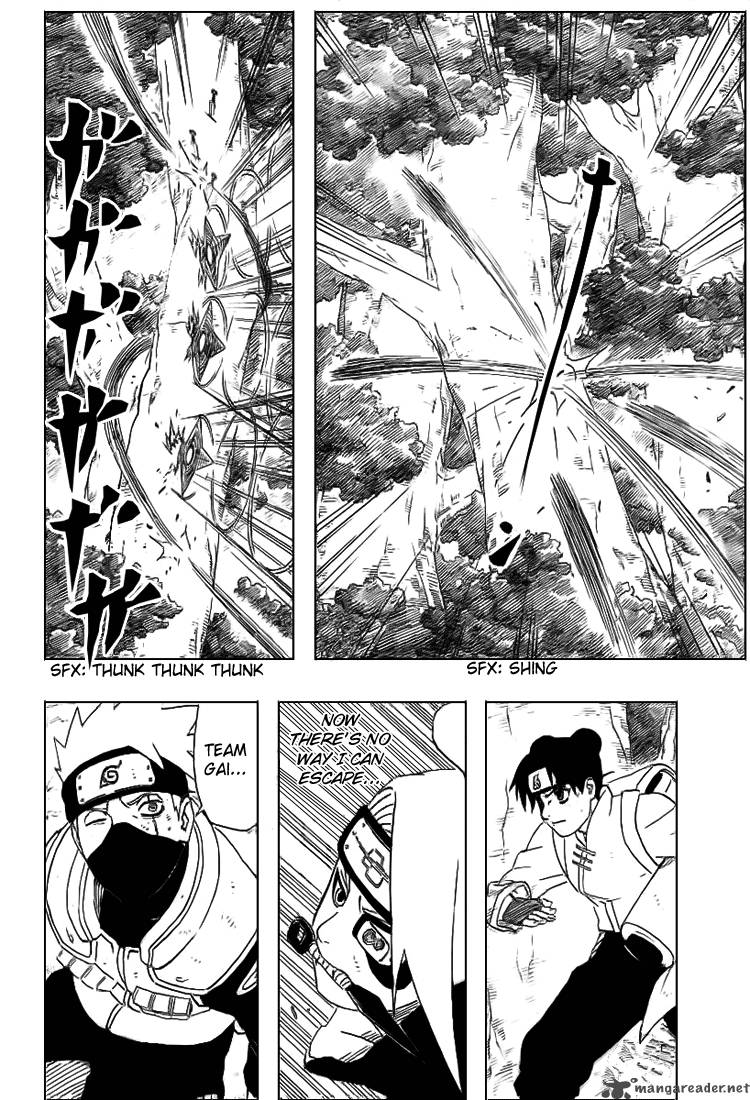 SFX: SHING
ガガガザザザ
SFX: THUNK THUNK THUNK
NOW
THERE'S NO
WAY I CAN
ESCAPE...
TEAM
GAI...
mangareader.net